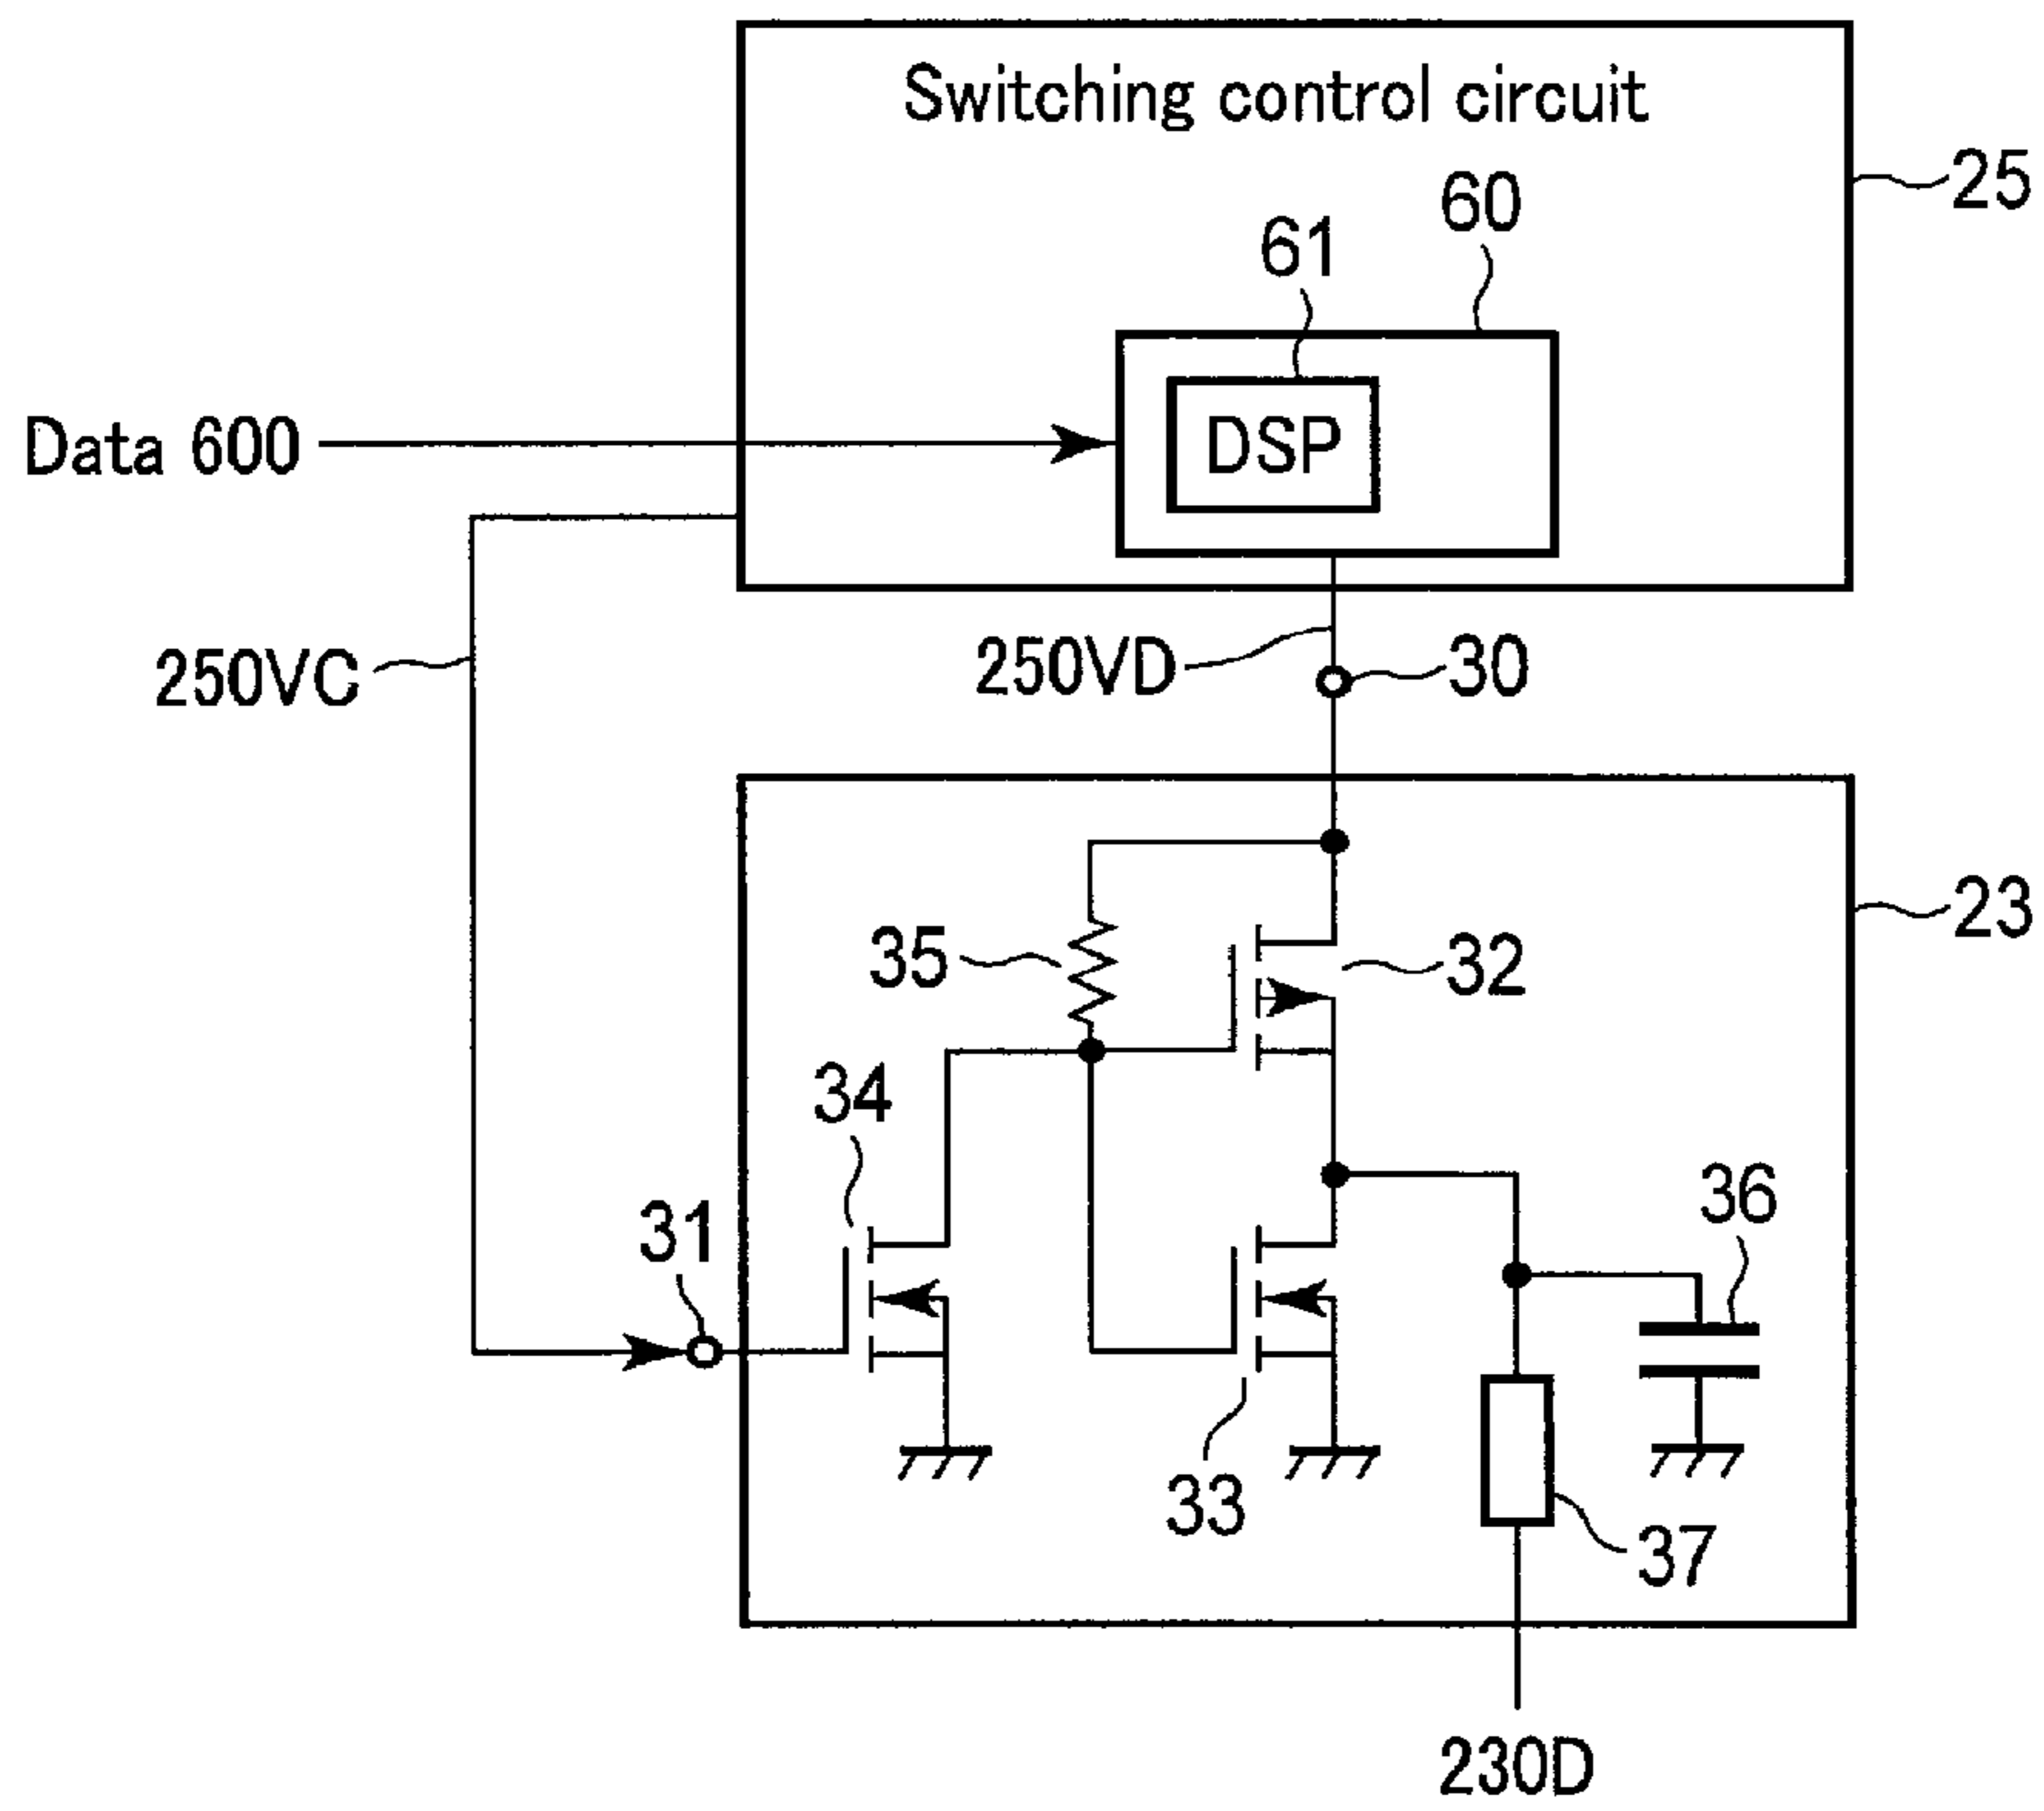 Switching control circuit
25
60
61
Data 600
DSP
250VC
250VD
30
23
35
32
34
36
31
33
37
230D